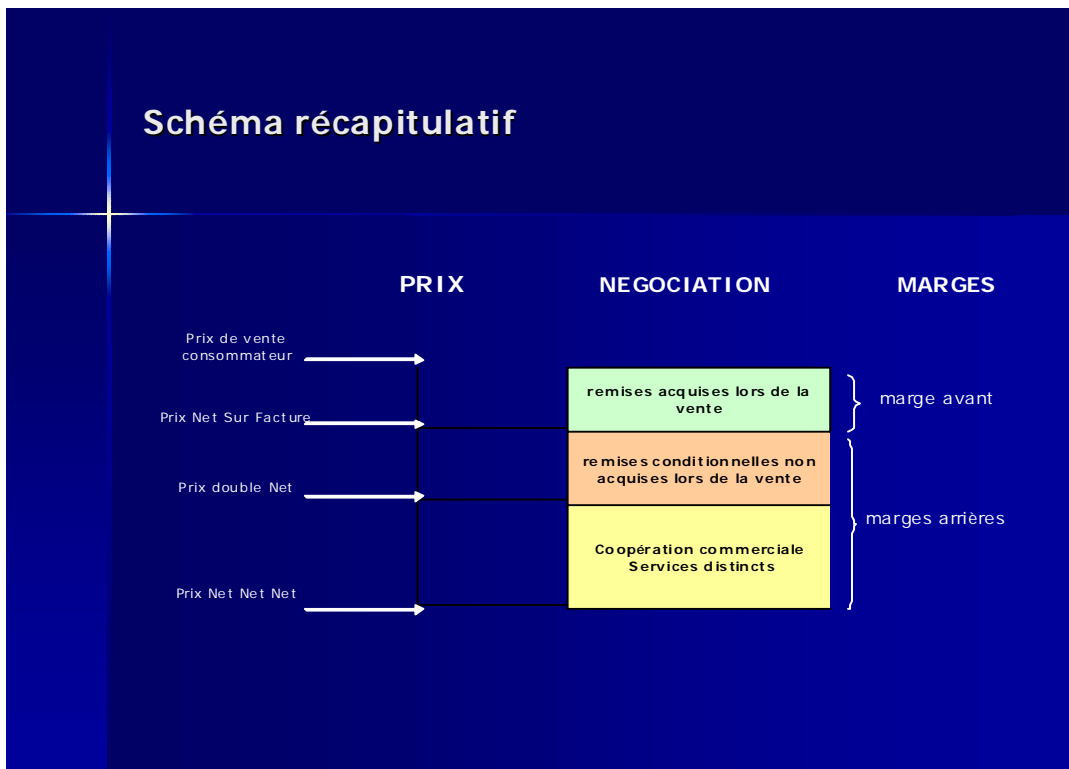 Schéma récapitulatif
PRIX
NEGOCIATION
MARGES
Prix de vente
consommateur
remises acquises lors de la
vente
marge avant
Prix Net Sur Facture
remises conditionnelles non
acquises lors de la vente
Prix double Net
marges arrières
Coopération commerciale
Services distincts
Prix Net Net Net